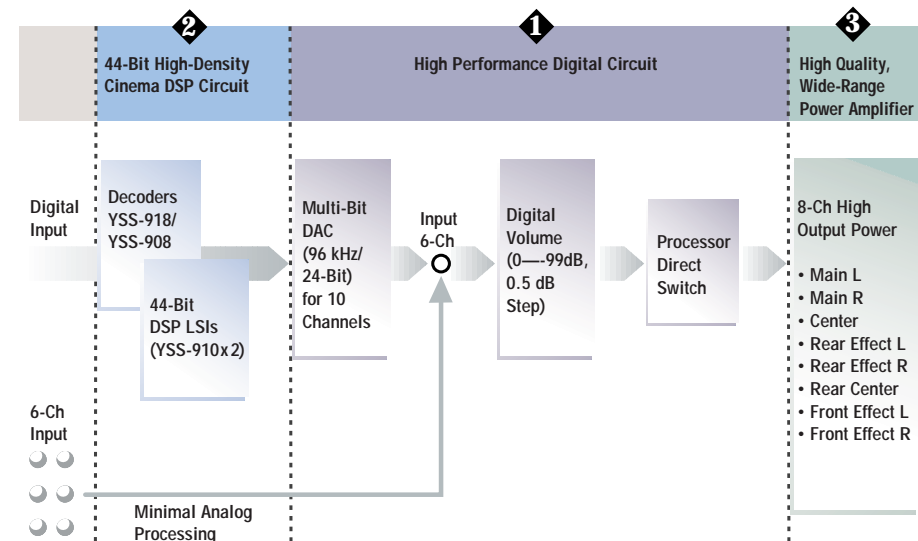 2
1
3
44-Bit High-Density
Cinema DSP Circuit
High Performance Digital Circuit
High Quality,
Wide-Range
Power Amplifier
Digital
Input
Decoders
YSS-918/
YSS-908
44-Bit
DSP LSIs
(YSS-910x2)
Multi-Bit
DAC
(96 kHz/
24-Bit)
for 10
Channels
Input
6-Ch
Digital
Volume
(0—-99dB,
0.5 dB
Step)
Processor
Direct
Switch
8-Ch High
Output Power
• Main L
• Main R
• Center
• Rear Effect L
• Rear Effect R
• Rear Center
• Front Effect L
• Front Effect R
6-Ch
Input
Minimal Analog
Processing